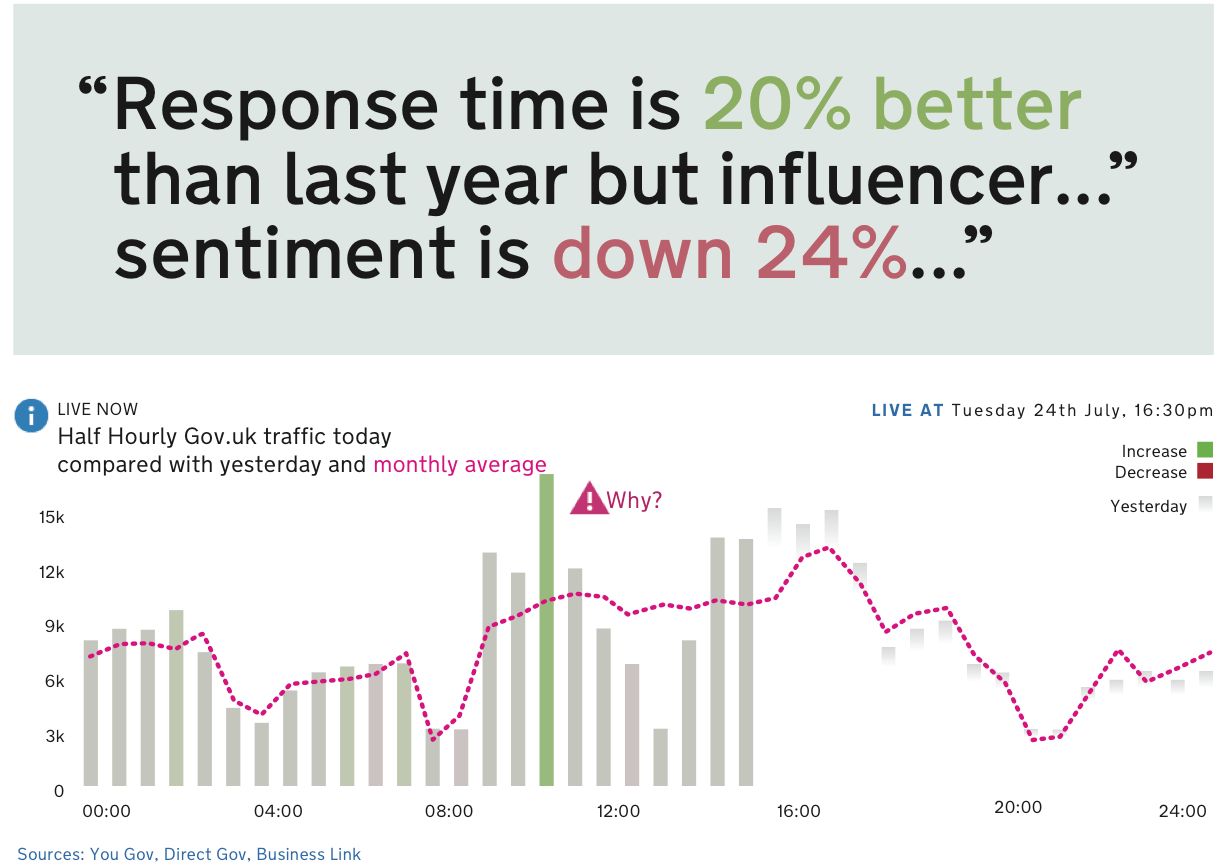 “Response time is 20% better
than last year but influencer...”
sentiment is down 24%...”
LIVE NOW
LIVE AT Tuesday 24th July, 16:30pm
Half Hourly Gov.uk traffic today
compared with yesterday and monthly average
Increase
Decrease
Yesterday
Why?
15k
12k
9k
6k
3k
0
00:00 04:00 08:00 12:00 16:00 20:00 24:00
Sources: You Gov, Direct Gov, Business Link